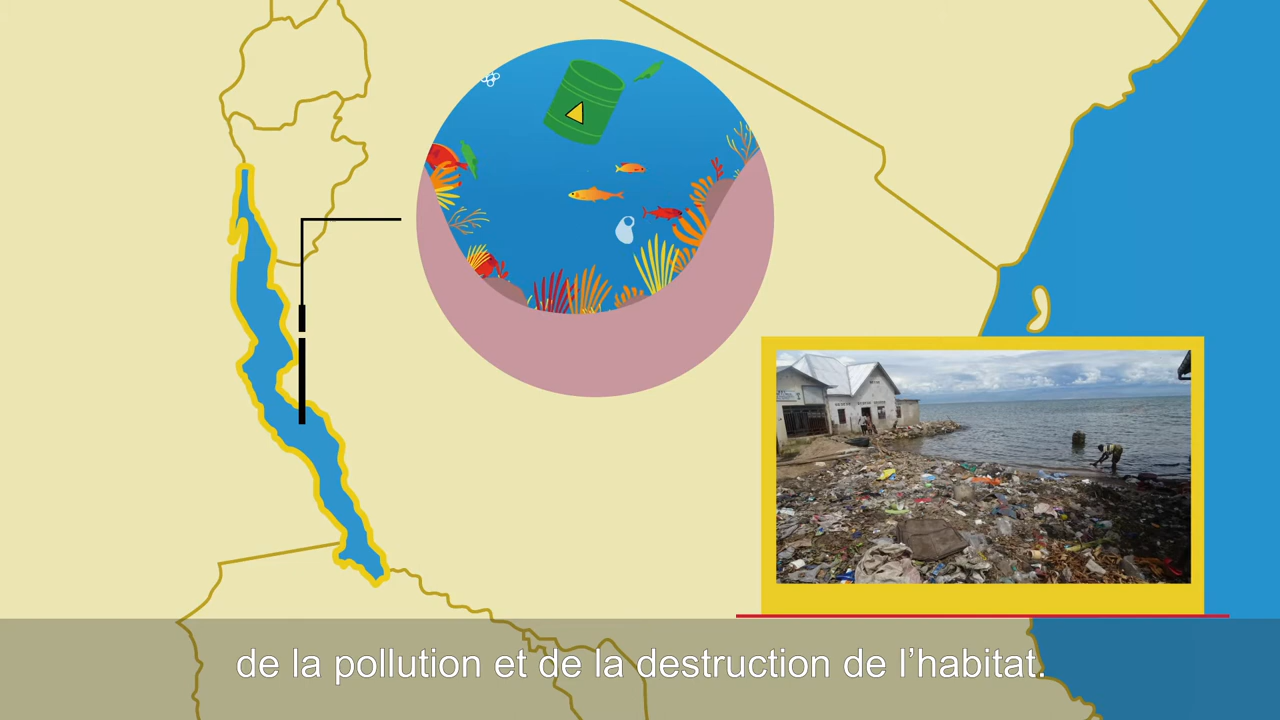 de la pollution et de la destruction de l’habitat.